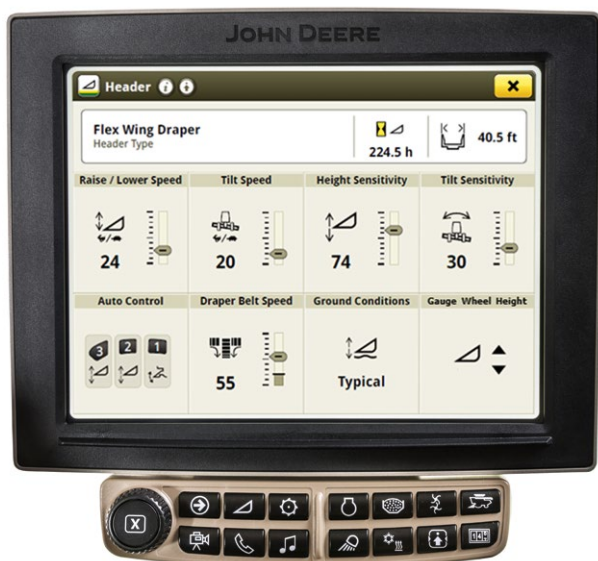 JOHN DEERE
Header
Flex Wing Draper
Header Type
224.5 h
40.5 ft
Raise / Lower Speed
Tilt Speed
Height Sensitivity
Tilt Sensitivity
24
20
74
30
Auto Control
Draper Belt Speed
Ground Conditions
Gauge Wheel Height
3
2
1
55
Typical
X